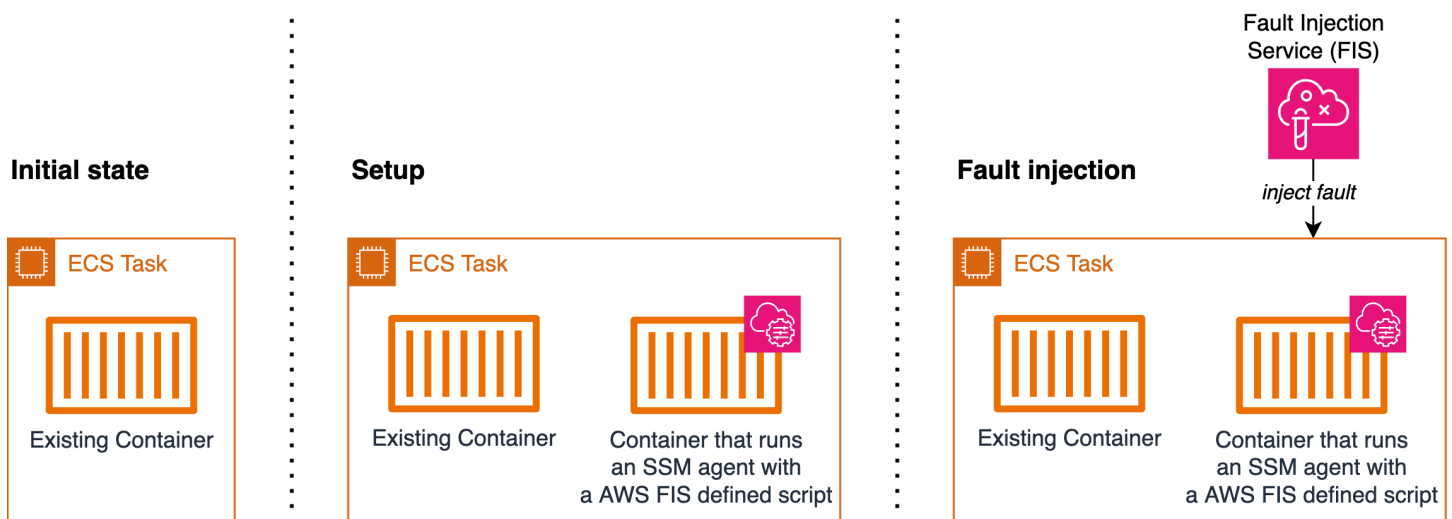 Initial state
ECS Task
Existing Container
Setup
ECS Task
Existing Container
Container that runs
an SSM agent with
a AWS FIS defined script
Fault Injection
Service (FIS)
Fault injection
inject fault
ECS Task
Existing Container
Container that runs
an SSM agent with
a AWS FIS defined script